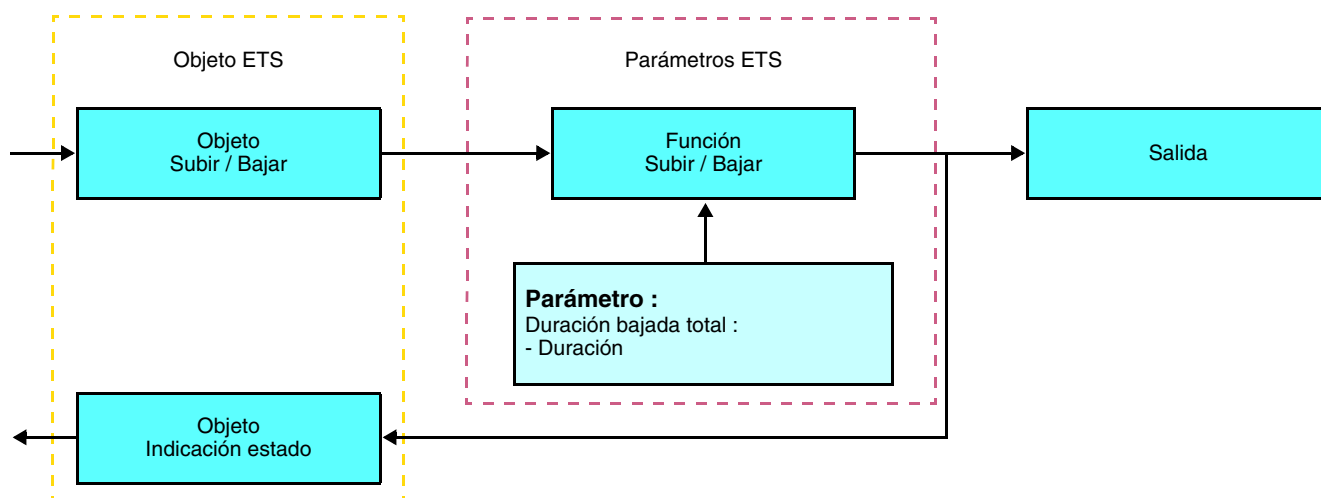 Objeto ETS
Parámetros ETS
Objeto
Subir / Bajar
Función
Subir / Bajar
Salida
Parámetro :
Duración bajada total :
- Duración
Objeto
Indicación estado